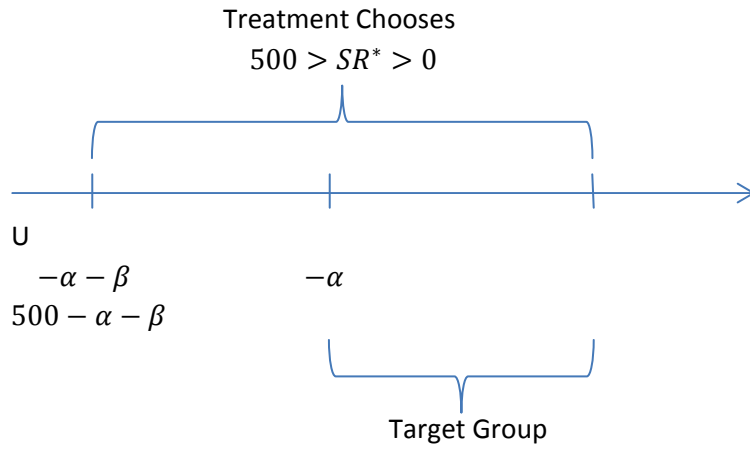 Treatment Chooses
500 > 𝑆𝑅* > 0
U
−𝛼 − 𝛽 −𝛼
500 − 𝛼 − 𝛽
Target Group